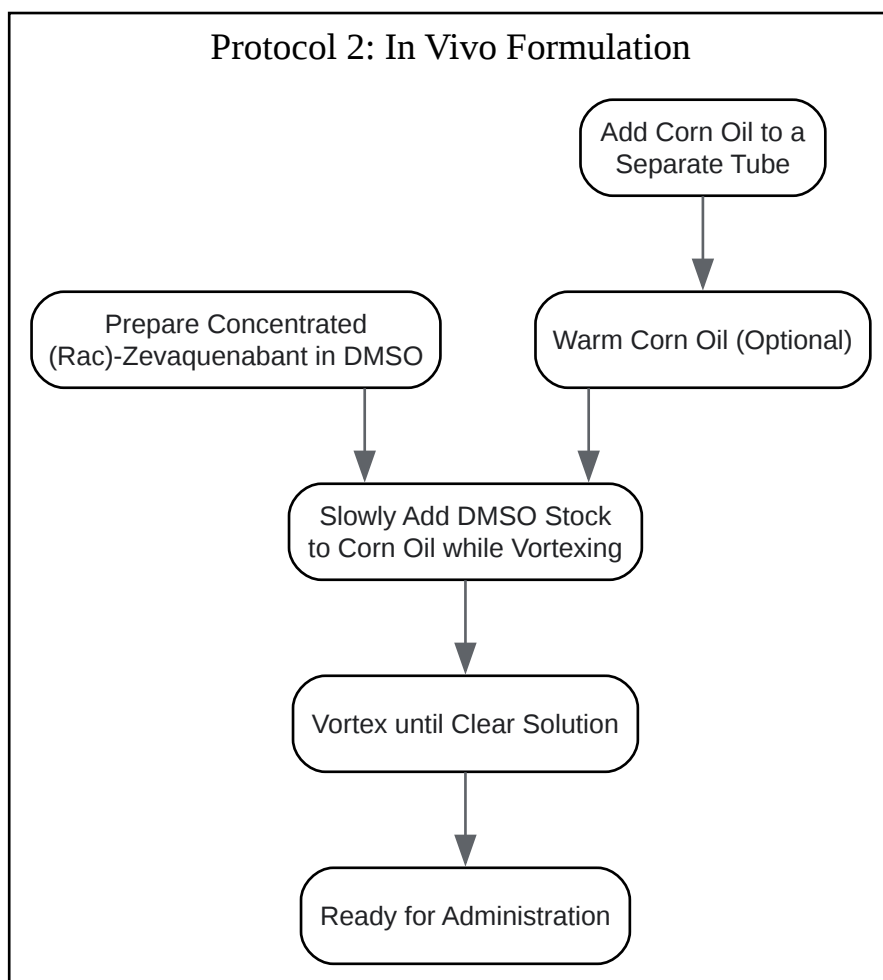 Protocol 2: In Vivo Formulation
Add Corn Oil to a
Separate Tube
Prepare Concentrated
(Rac)-Zevaquenabant in DMSO
Warm Corn Oil (Optional)
Slowly Add DMSO Stock
to Corn Oil while Vortexing
Vortex until Clear Solution
Ready for Administration